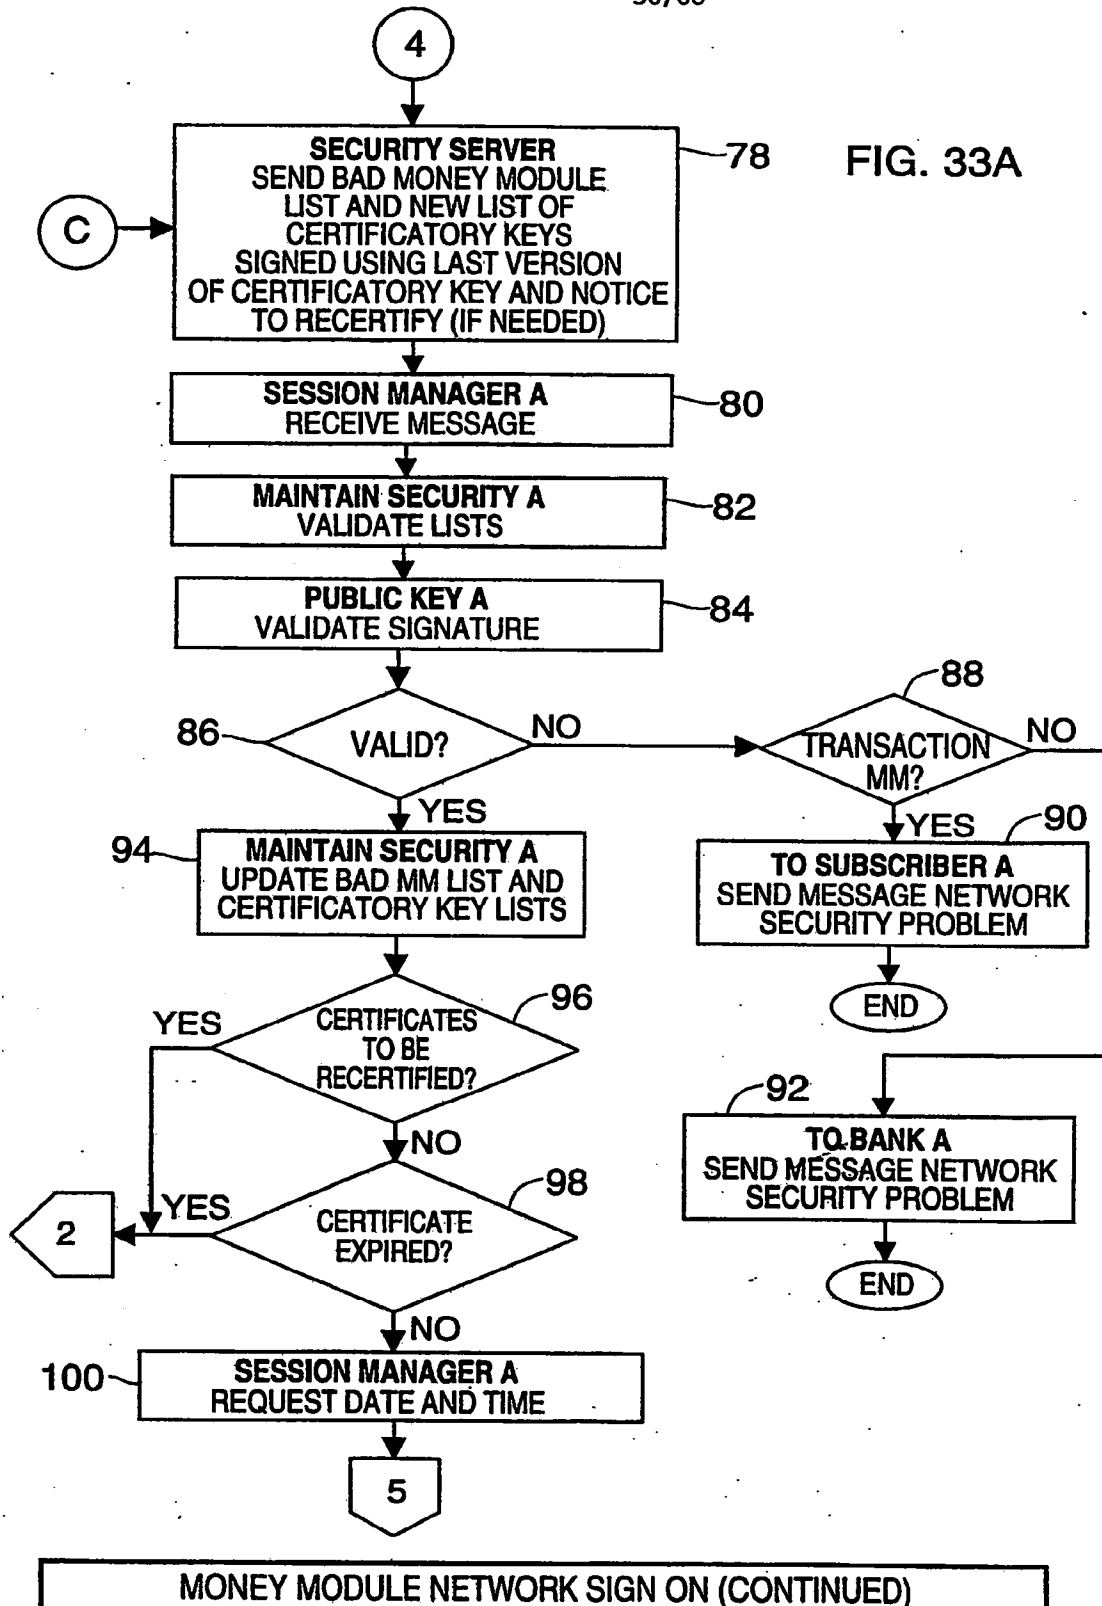 4
SECURITY SERVER
SEND BAD MONEY MODULE
LIST AND NEW LIST OF
CERTIFICATORY KEYS
SIGNED USING LAST VERSION
OF CERTIFICATORY KEY AND NOTICE
TO RECERTIFY (IF NEEDED)
78
FIG. 33A
C
SESSION MANAGER A
RECEIVE MESSAGE
80
MAINTAIN SECURITY A
VALIDATE LISTS
82
PUBLIC KEY A
VALIDATE SIGNATURE
84
86
VALID?
NO
YES
88
TRANSACTION
MM?
NO
YES
90
TO SUBSCRIBER A
SEND MESSAGE NETWORK
SECURITY PROBLEM
END
94
MAINTAIN SECURITY A
UPDATE BAD MM LIST AND
CERTIFICATORY KEY LISTS
96
CERTIFICATES
TO BE
RECERTIFIED?
YES
NO
92
TO BANK A
SEND MESSAGE NETWORK
SECURITY PROBLEM
END
98
CERTIFICATE
EXPIRED?
YES
2
NO
100
SESSION MANAGER A
REQUEST DATE AND TIME
5
MONEY MODULE NETWORK SIGN ON (CONTINUED)